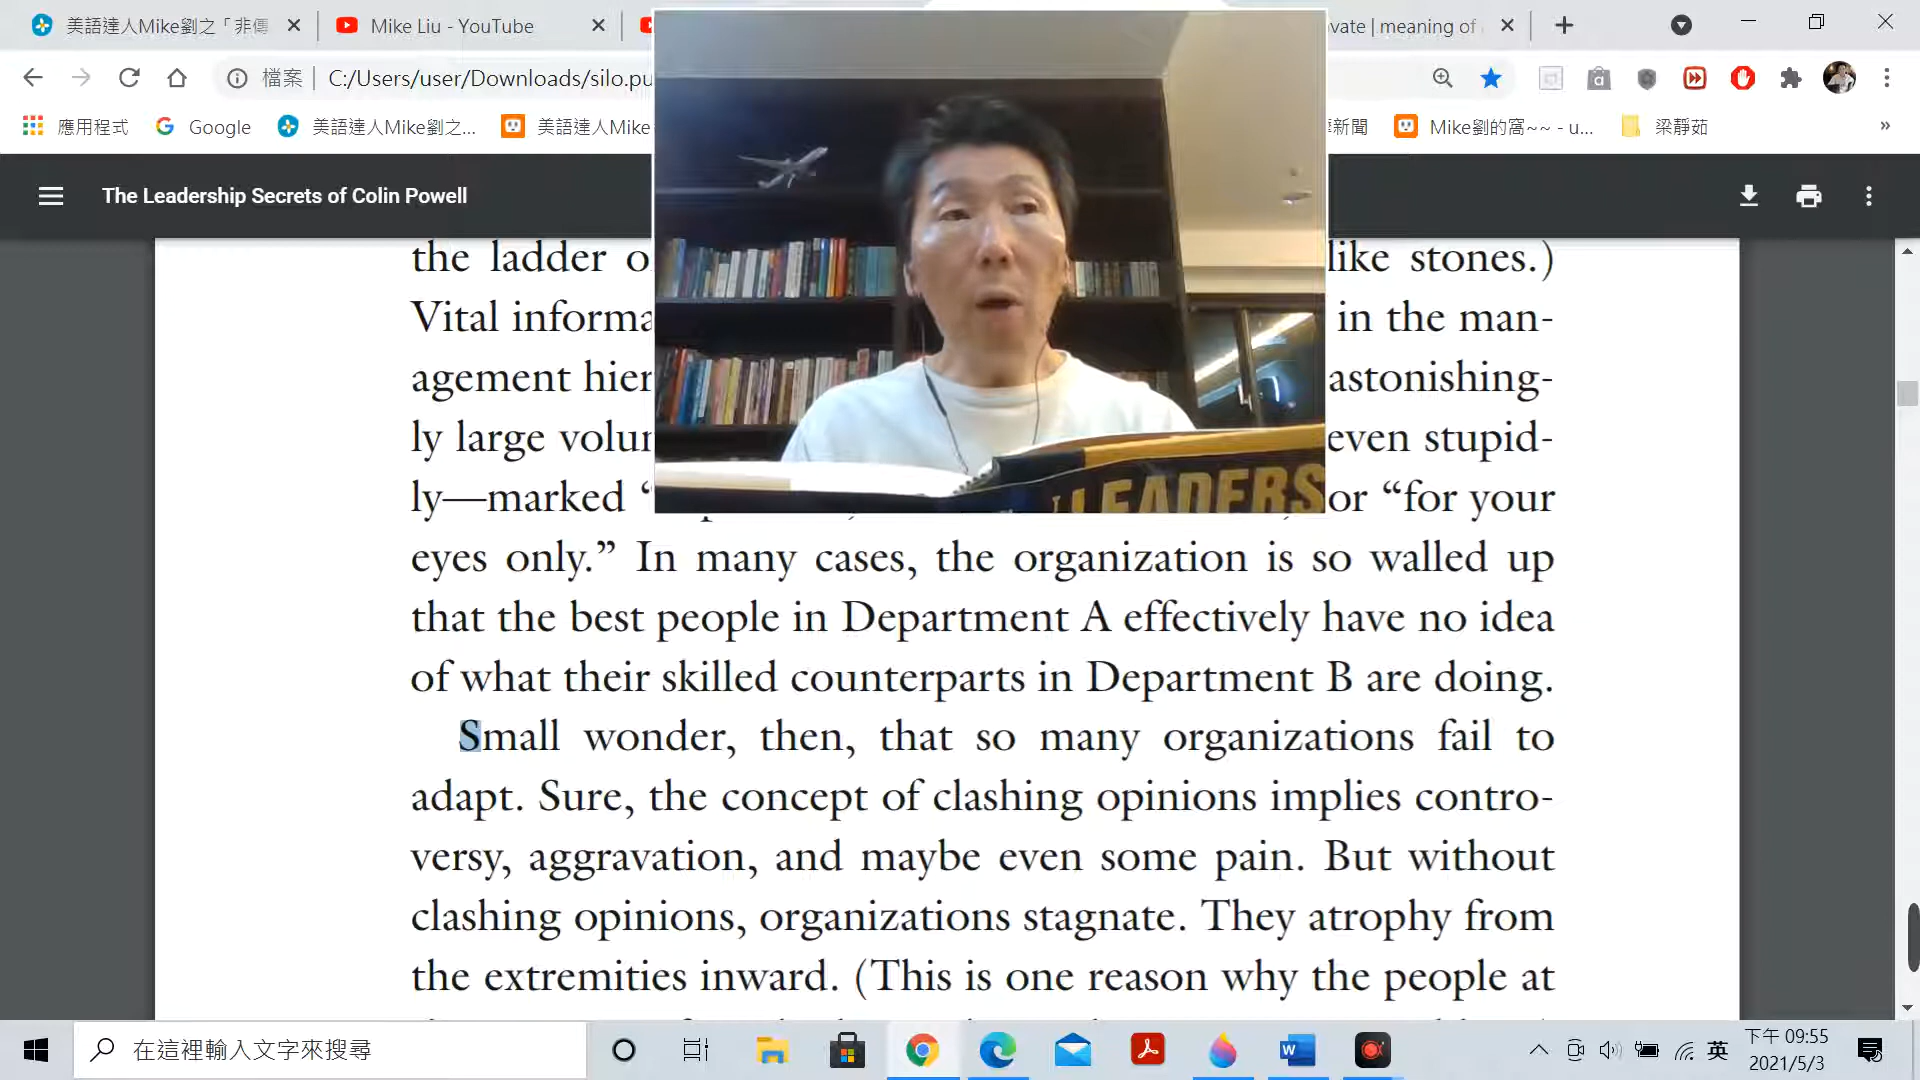 美語達人Mike劉之「非傳
Mike Liu - YouTube
vate | meaning of
檔案
C:/Users/user/Downloads/silo.pu
應用程式
Google
美語達人Mike劉之...
美語達人Mike
新聞
Mike劉的窩~~ - u...
梁靜茹
The Leadership Secrets of Colin Powell
the ladder o
like stones.)
Vital informa
in the man-
agement hier
astonishing-
ly large volu
even stupid-
ly—marked “
or “for your
LEADERS
eyes only.” In many cases, the organization is so walled up
that the best people in Department A effectively have no idea
of what their skilled counterparts in Department B are doing.
Small wonder, then, that so many organizations fail to
adapt. Sure, the concept of clashing opinions implies contro-
versy, aggravation, and maybe even some pain. But without
clashing opinions, organizations stagnate. They atrophy from
the extremities inward. (This is one reason why the people at
在這裡輸入文字來搜尋
英
下午 09:55
2021/5/3